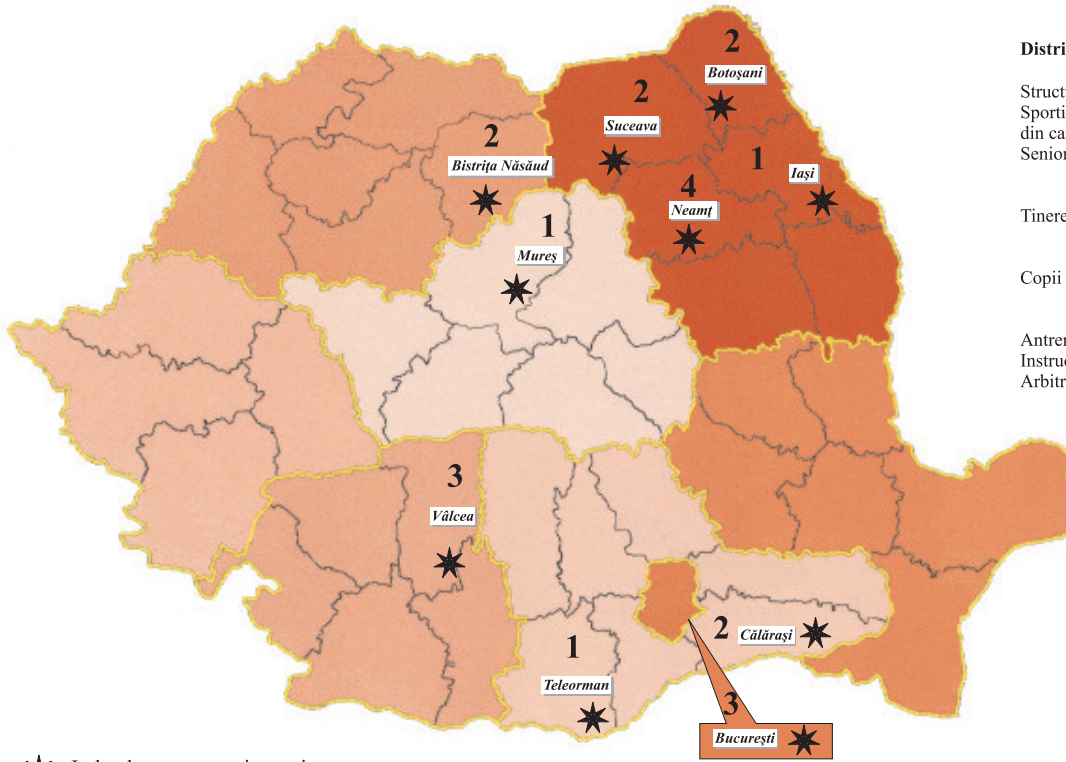 2
Botoşani
2
Suceava
2
Bistriţa Năsăud
1
Iaşi
4
Neamţ
1
Mureş
3
Vâlcea
1
Teleorman
2
Călăraşi
3
Bucureşti
Distri
Struct
Sporti
din ca
Senior
Tinere
Copii
Antren
Instruc
Arbitr